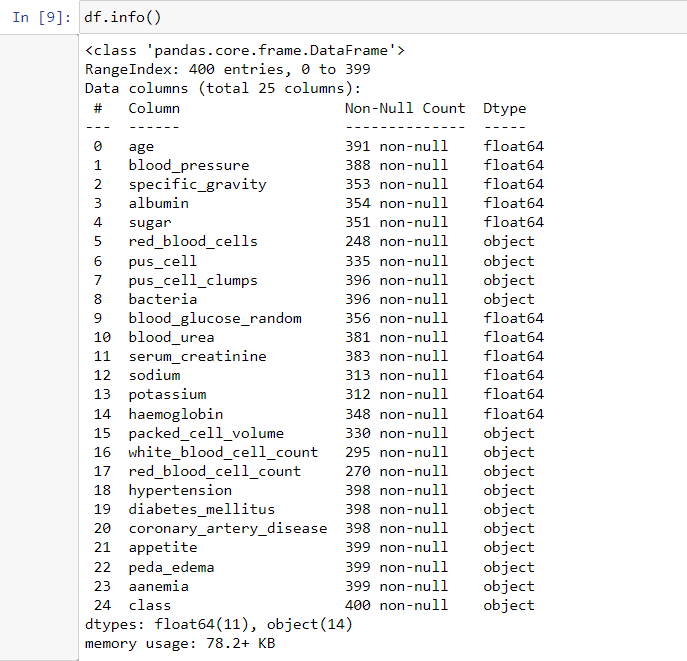 In [9]: df.info()
<class 'pandas.core.frame.DataFrame'>
RangeIndex: 400 entries, 0 to 399
Data columns (total 25 columns):
 #   Column                   Non-Null Count  Dtype
---  ------                   --------------  -----
 0   age                      391 non-null    float64
 1   blood_pressure           388 non-null    float64
 2   specific_gravity         353 non-null    float64
 3   albumin                  354 non-null    float64
 4   sugar                    351 non-null    float64
 5   red_blood_cells          248 non-null    object
 6   pus_cell                 335 non-null    object
 7   pus_cell_clumps          396 non-null    object
 8   bacteria                 396 non-null    object
 9   blood_glucose_random     356 non-null    float64
 10  blood_urea               381 non-null    float64
 11  serum_creatinine         383 non-null    float64
 12  sodium                   313 non-null    float64
 13  potassium                312 non-null    float64
 14  haemoglobin              348 non-null    float64
 15  packed_cell_volume       330 non-null    object
 16  white_blood_cell_count   295 non-null    object
 17  red_blood_cell_count     270 non-null    object
 18  hypertension             398 non-null    object
 19  diabetes_mellitus        398 non-null    object
 20  coronary_artery_disease  398 non-null    object
 21  appetite                 399 non-null    object
 22  peda_edema               399 non-null    object
 23  aanemia                  399 non-null    object
 24  class                    400 non-null    object
dtypes: float64(11), object(14)
memory usage: 78.2+ KB